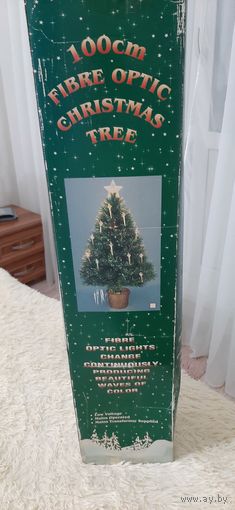 100cm
FIBRE OPTIC
CHRISTMAS
TREE
FIBRE
OPTIC LIGHTS
CHANGE
CONTINUOUSLY
PRODUCING
BEAUTIFUL
WAVES OF
COLOR
Low Voltage
Mains Operated
Mains Transformer Supplied
www.ay.by